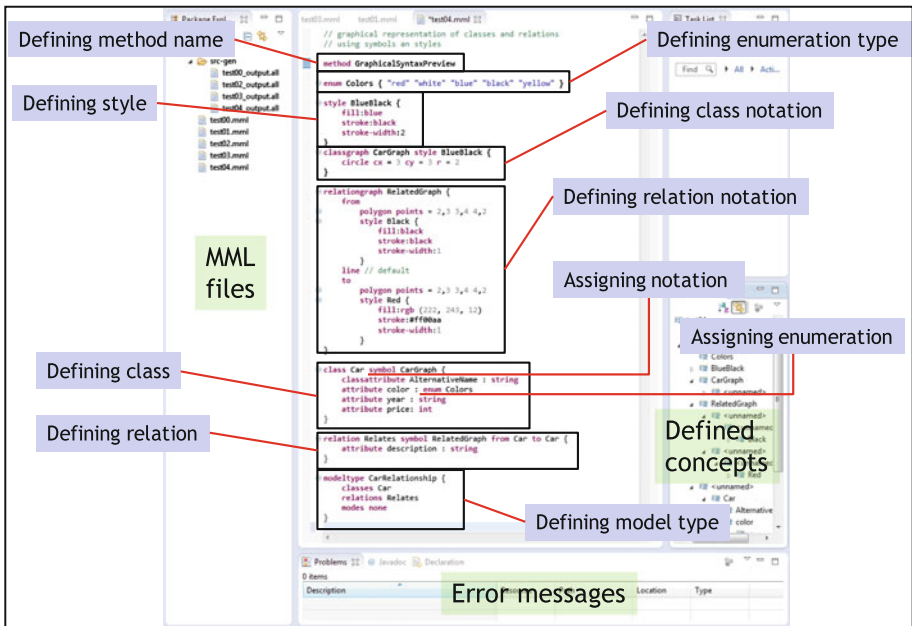 Package Expl
test03.mml
test01.mml
*test04.mml
Task List
// graphical representation of classes and relations
// using symbols an styles
Defining method name
Defining enumeration type
src-gen
test00_output.all
test02_output.all
test03_output.all
test04_output.all
test00.mml
test01.mml
test02.mml
test03.mml
test04.mml
method GraphicalSyntaxPreview
Find
All
Acti...
enum Colors { "red" "white" "blue" "black" "yellow" }
Defining style
style BlueBlack {
fill:blue
stroke:black
stroke-width:2
}
Defining class notation
classgraph CarGraph style BlueBlack {
circle cx = 3 cy = 3 r = 2
}
Defining relation notation
relationgraph RelatedGraph {
from
polygon points = 2,3 3,4 4,2
style Black {
fill:black
stroke:black
stroke-width:1
}
line // default
to
polygon points = 2,3 3,4 4,2
style Red {
fill:rgb (222, 243, 12)
stroke:#ff00aa
stroke-width:1
}
}
MML
files
Assigning notation
Assigning enumeration
Defining class
class Car symbol CarGraph {
classattribute AlternativeName : string
attribute color : enum Colors
attribute year : string
attribute price: int
}
Colors
BlueBlack
CarGraph
<unnamed>
RelatedGraph
<unnamed>
Black
<unnamed>
Red
<unnamed>
Car
Alternative
color
Defined
concepts
Defining relation
relation Relates symbol RelatedGraph from Car to Car {
attribute description : string
}
modeltype CarRelationship {
classes Car
relations Relates
modes none
}
Defining model type
Problems
Javadoc
Declaration
0 items
Description
Location
Type
Error messages